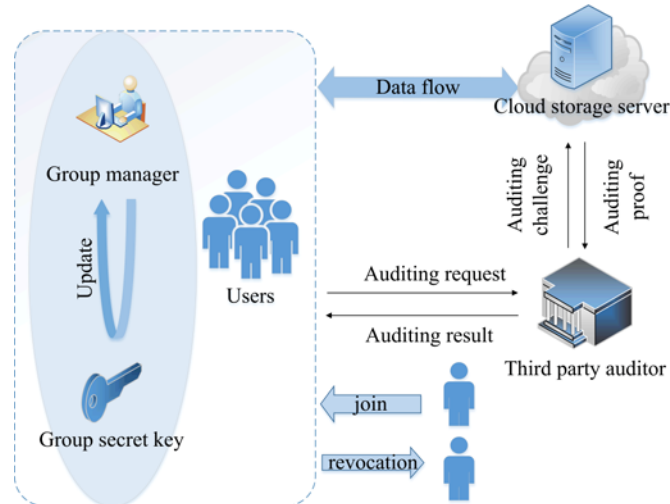 Data flow
Cloud storage server
Group manager
Auditing
challenge
Auditing
proof
Update
Users
Auditing request
Auditing result
Third party auditor
join
Group secret key
revocation